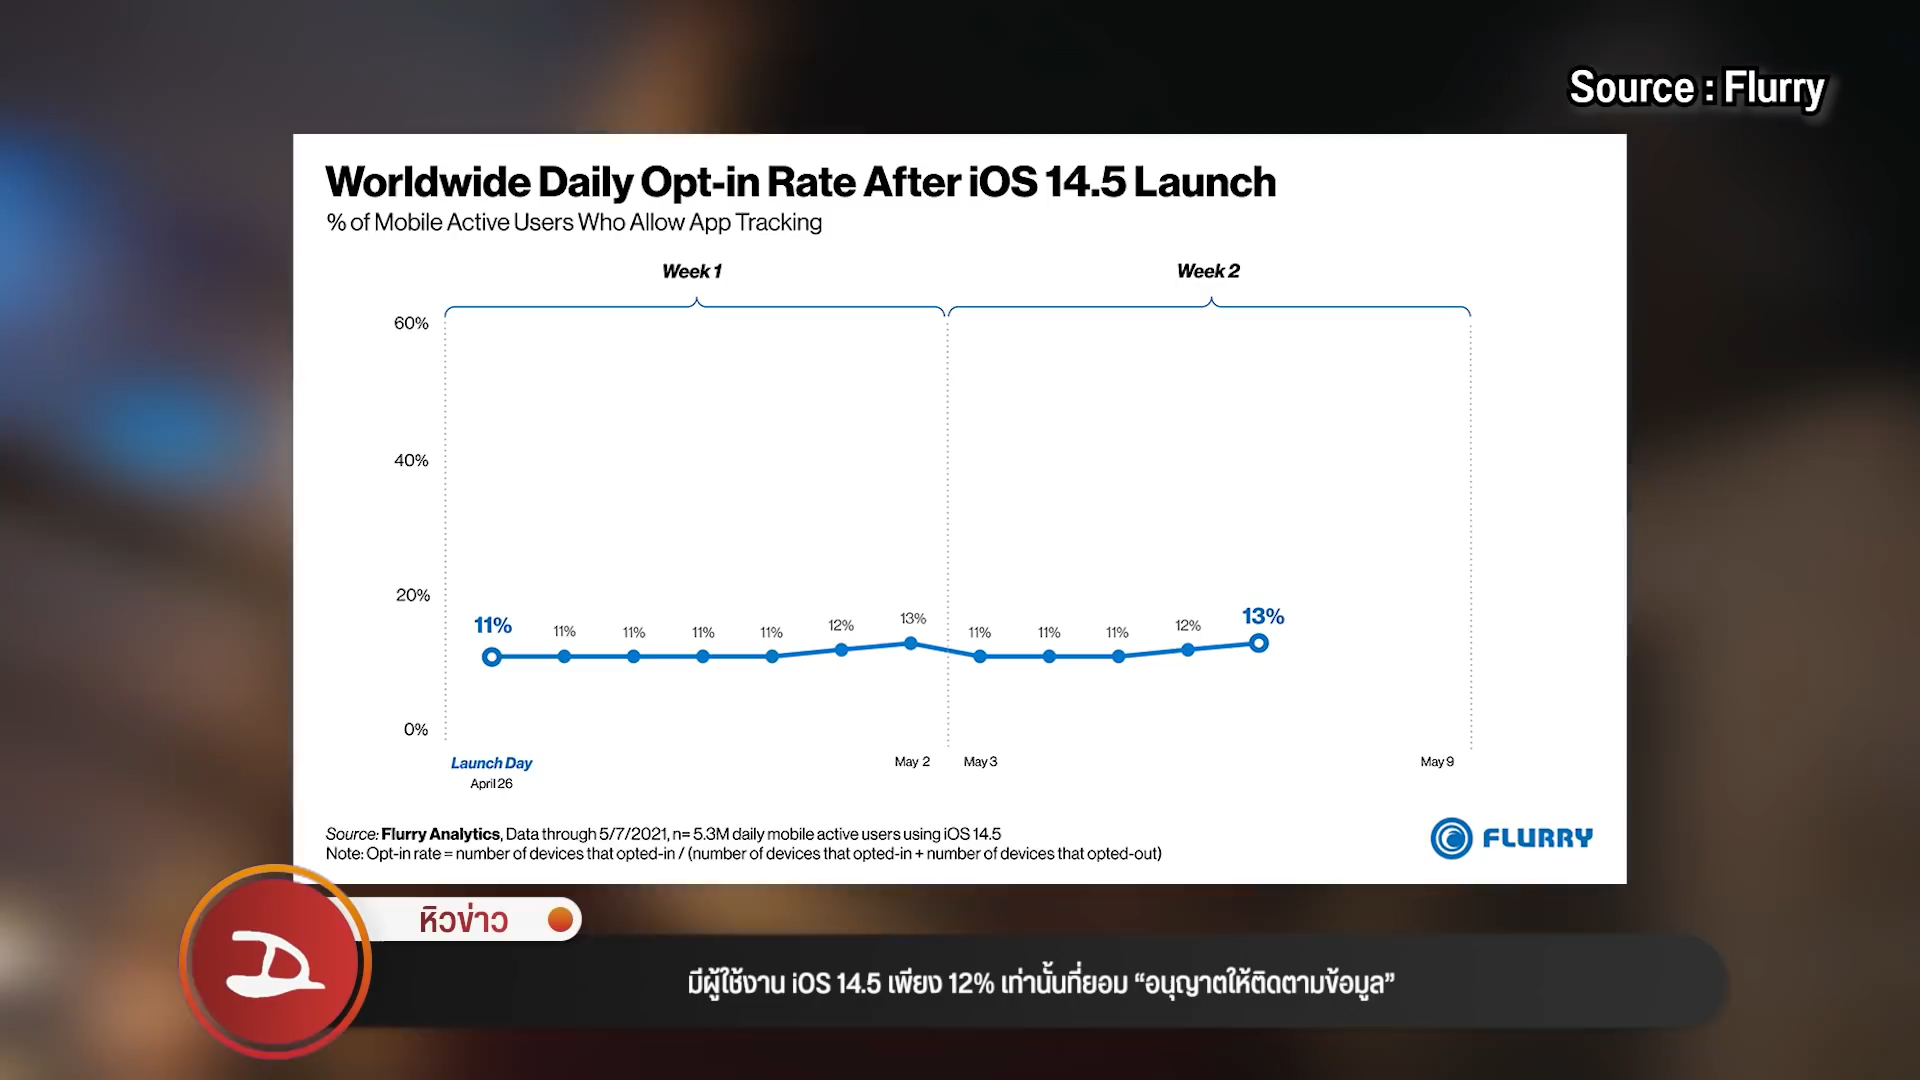 Source : Flurry
Worldwide Daily Opt-in Rate After iOS 14.5 Launch
% of Mobile Active Users Who Allow App Tracking
Week 1 Week 2
60%
40%
20%
0%
11% 11% 11% 11% 11% 12% 13% 11% 11% 11% 12% 13%
Launch Day May 2 May 3 May 9
April 26
Source: Flurry Analytics, Data through 5/7/2021, n= 5.3M daily mobile active users using iOS 14.5
Note: Opt-in rate = number of devices that opted-in / (number of devices that opted-in + number of devices that opted-out)
FLURRY
หิวข่าว
มีผู้ใช้งาน iOS 14.5 เพียง 12% เท่านั้นที่ยอม “อนุญาตให้ติดตามข้อมูล”